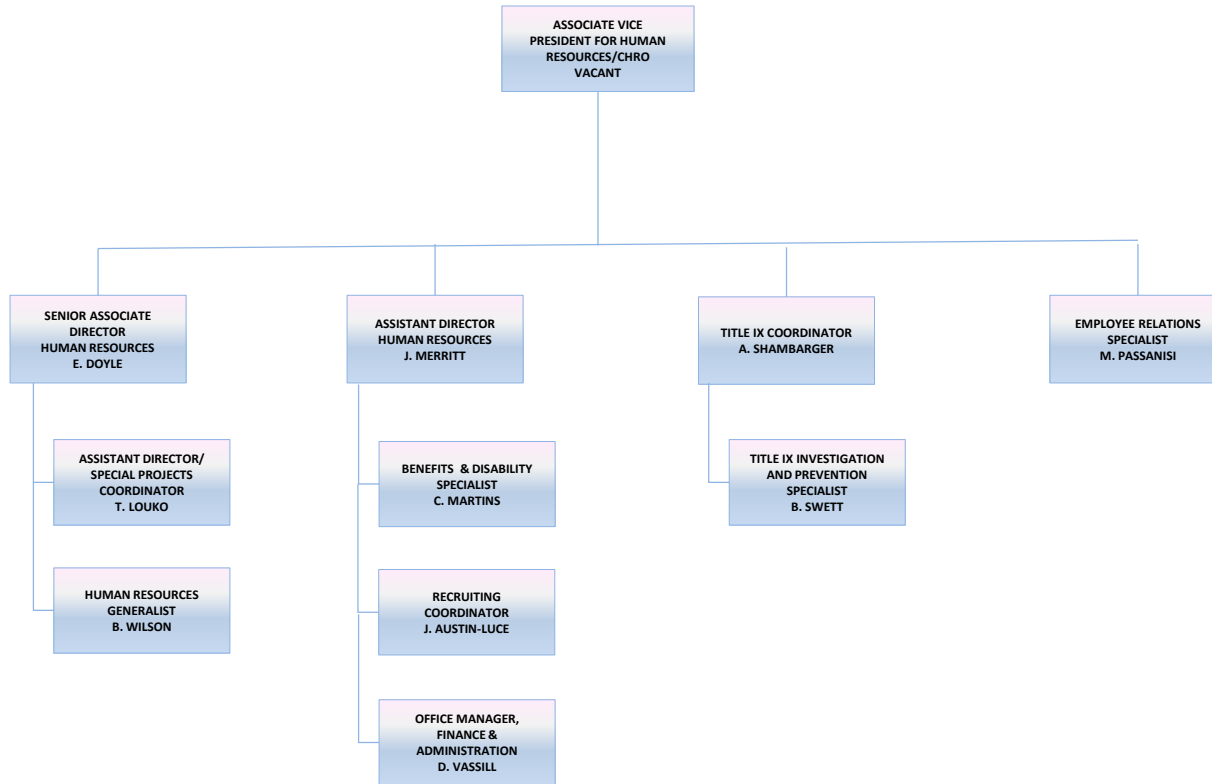 ASSOCIATE VICE
PRESIDENT FOR HUMAN
RESOURCES/CHRO
VACANT
SENIOR ASSOCIATE
DIRECTOR
HUMAN RESOURCES
E. DOYLE
ASSISTANT DIRECTOR
HUMAN RESOURCES
J. MERRITT
TITLE IX COORDINATOR
A. SHAMBARGER
EMPLOYEE RELATIONS
SPECIALIST
M. PASSANISI
ASSISTANT DIRECTOR/
SPECIAL PROJECTS
COORDINATOR
T. LOUKO
BENEFITS & DISABILITY
SPECIALIST
C. MARTINS
TITLE IX INVESTIGATION
AND PREVENTION
SPECIALIST
B. SWETT
HUMAN RESOURCES
GENERALIST
B. WILSON
RECRUITING
COORDINATOR
J. AUSTIN-LUCE
OFFICE MANAGER,
FINANCE &
ADMINISTRATION
D. VASSILL